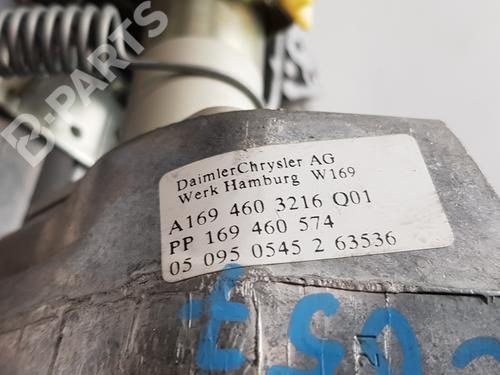 B-PARTS
DaimlerChrysler AG
Werk Hamburg W169
A169 460 3216 Q01
PP 169 460 574
05 095 0545 2 63536